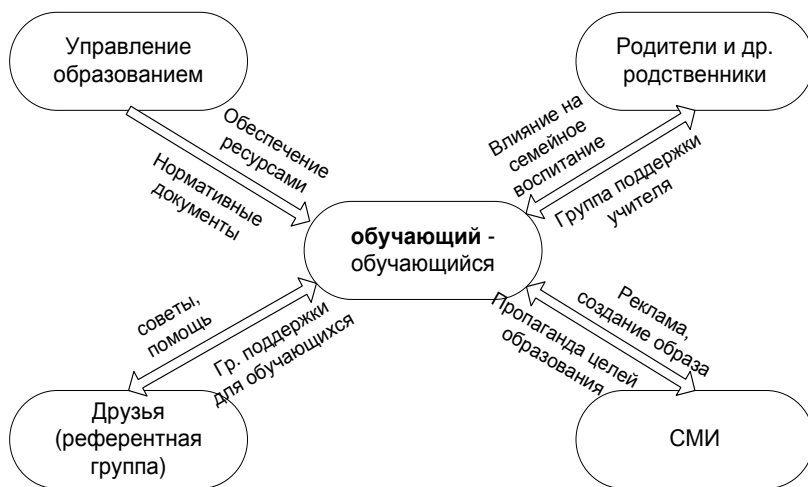 Управление
образованием
Родители и др.
родственники
Обеспечение
ресурсами
Нормативные
документы
Влияние на
семейное
воспитание
Группа поддержки
учителя
обучающий -
обучающийся
советы,
помощь
Гр. поддержки
для обучающихся
Пропаганда целей
образования
Реклама,
создание образа
Друзья
(референтная
группа)
СМИ